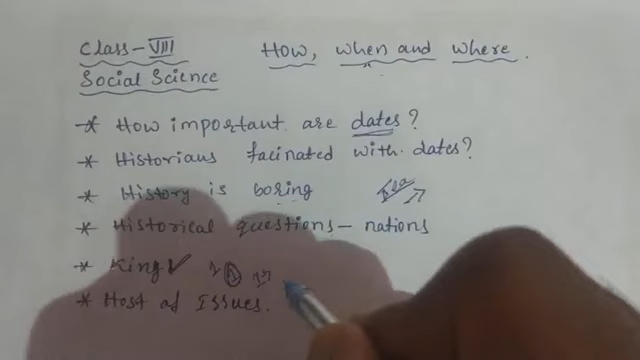 Class-VIII How, when and where.
Social Science
* How important are dates?
* Historians facinated with dates?
* History is boring
* Historical questions - nations
* King ✓
* Host of Issues.